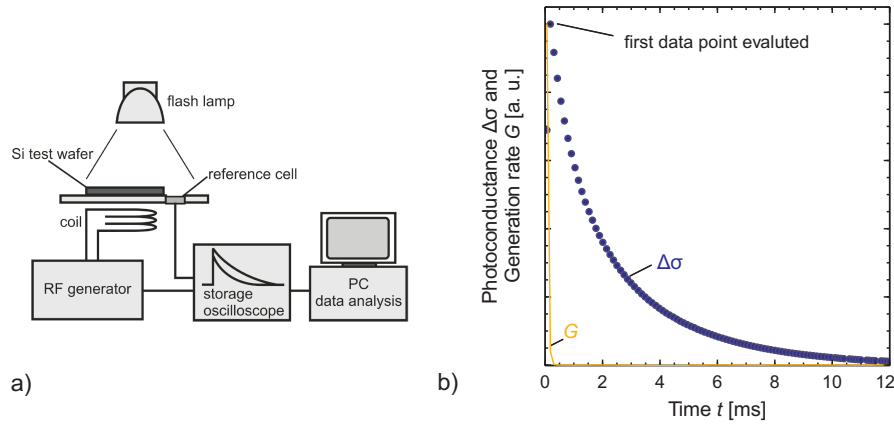 flash lamp
Si test wafer
reference cell
coil
RF generator
storage
oscilloscope
PC
data analysis
a)
Photoconductance Δσ and
Generation rate G [a. u.]
first data point evaluted
Δσ
G
0 2 4 6 8 10 12
Time t [ms]
b)